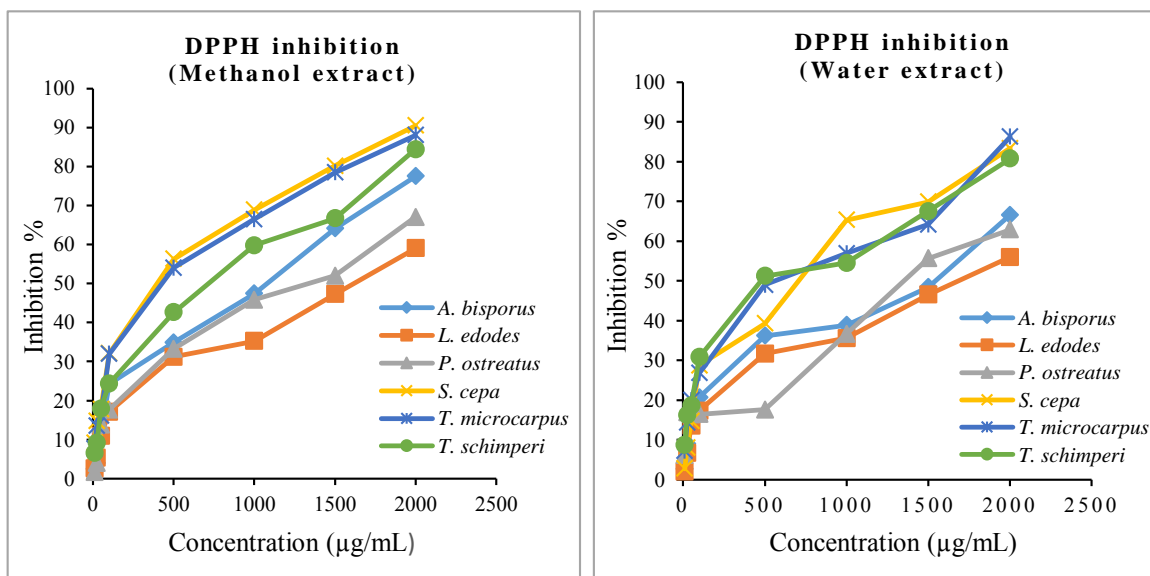 DPPH inhibition
(Methanol extract)
100
90
80
70
60
50
40
30
20
10
0
Inhibition %
0 500 1000 1500 2000 2500
Concentration (µg/mL)
A. bisporus
L. edodes
P. ostreatus
S. cepa
T. microcarpus
T. schimperi
DPPH inhibition
(Water extract)
100
90
80
70
60
50
40
30
20
10
0
Inhibition %
0 500 1000 1500 2000 2500
Concentration (µg/mL)
A. bisporus
L. edodes
P. ostreatus
S. cepa
T. microcarpus
T. schimperi